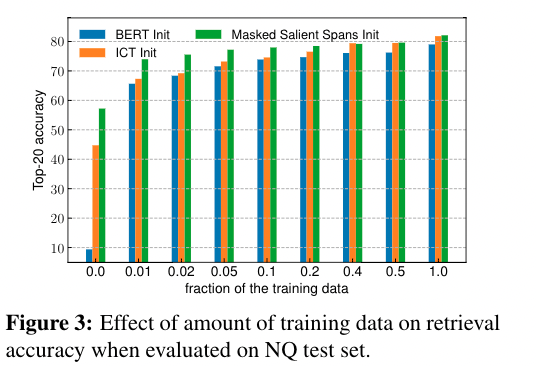 BERT Init
Masked Salient Spans Init
ICT Init
Top-20 accuracy
80
70
60
50
40
30
20
10
0.0 0.01 0.02 0.05 0.1 0.2 0.4 0.5 1.0
fraction of the training data
Figure 3: Effect of amount of training data on retrieval
accuracy when evaluated on NQ test set.